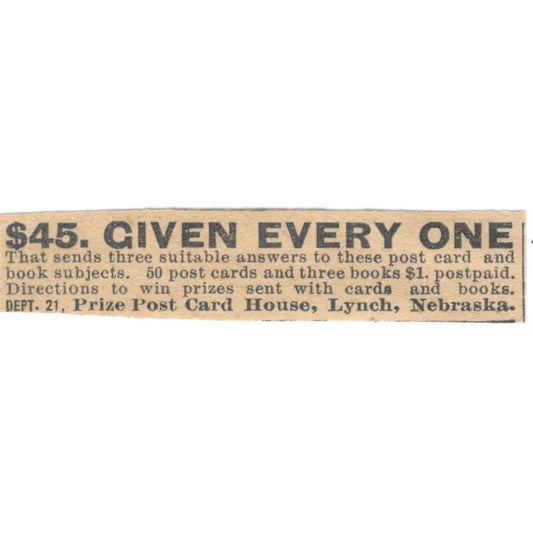 $45. GIVEN EVERY ONE
That sends three suitable answers to these post card and
book subjects. 50 post cards and three books $1. postpaid.
Directions to win prizes sent with cards and books.
DEPT. 21, Prize Post Card House, Lynch, Nebraska.